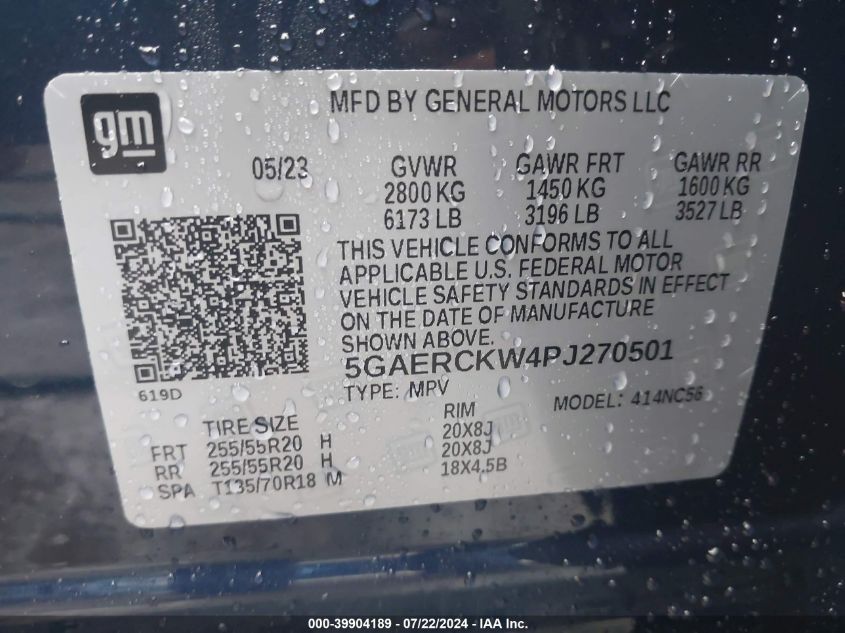 MFD BY GENERAL MOTORS LLC
gm
05/23 GVWR GAWR FRT GAWR RR
2800 KG 1450 KG 1600 KG
6173 LB 3196 LB 3527 LB
THIS VEHICLE CONFORMS TO ALL
APPLICABLE U.S. FEDERAL MOTOR
VEHICLE SAFETY STANDARDS IN EFFECT
ON THE DATE OF MANUFACTURE
SHOWN ABOVE.
5GAERCKW4PJ270501
619D
TYPE: MPV MODEL: 414NC56
TIRE SIZE RIM
FRT 255/55R20 H 20X8J
RR 255/55R20 H 20X8J
SPA T135/70R18 M 18X4.5B
000-39904189 - 07/22/2024 - IAA Inc.